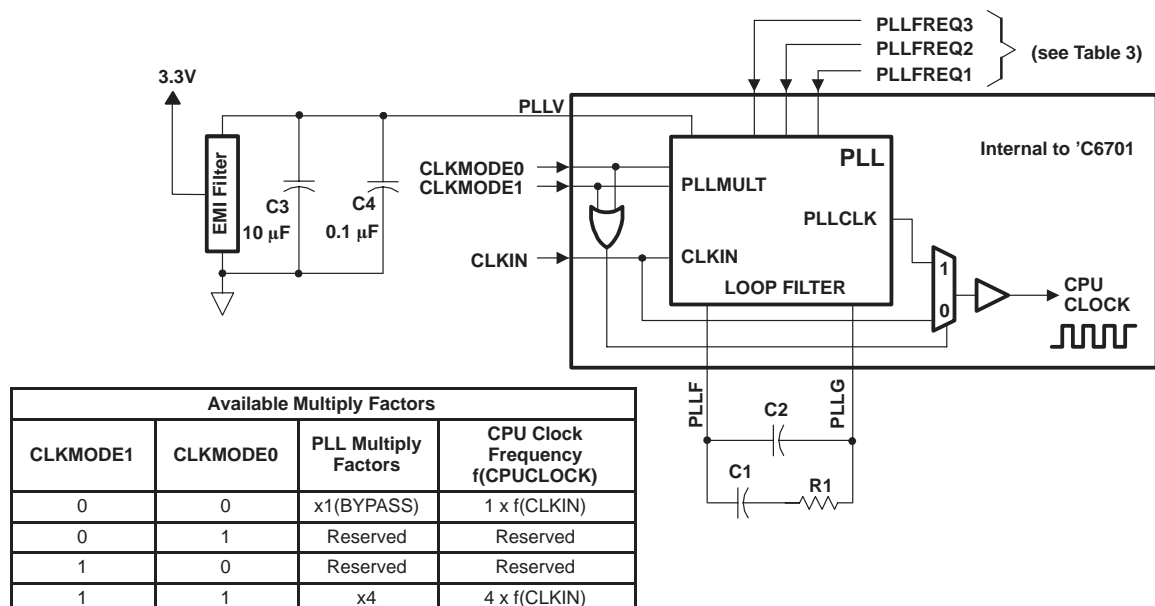 PLLFREQ3
PLLFREQ2
(see Table 3)
PLLFREQ1
3.3V
PLLV
EMI Filter
C3
10 μF
C4
0.1 μF
CLKMODE0
CLKMODE1
CLKIN
PLL
Internal to ’C6701
PLLMULT
PLLCLK
CLKIN
LOOP FILTER
1
0
CPU
CLOCK
PLLF
PLLG
C2
C1
R1
Available Multiply Factors
CLKMODE1 CLKMODE0 PLL Multiply Factors CPU Clock Frequency f(CPUCLOCK)
0 0 x1(BYPASS) 1 x f(CLKIN)
0 1 Reserved Reserved
1 0 Reserved Reserved
1 1 x4 4 x f(CLKIN)